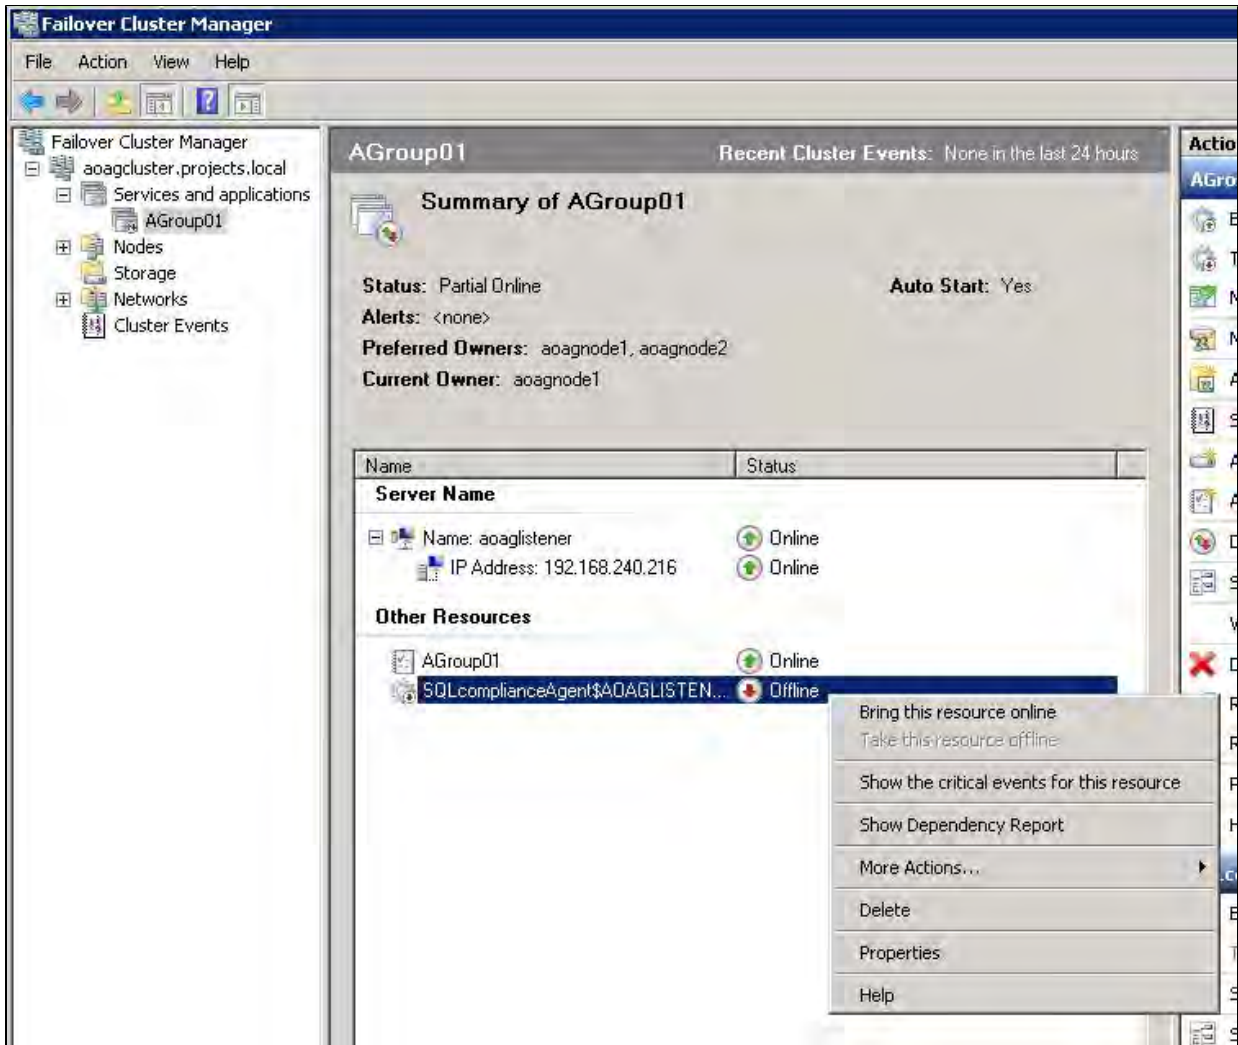 Failover Cluster Manager
File Action View Help
Failover Cluster Manager
aoagcluster.projects.local
Services and applications
AGroup01
Nodes
Storage
Networks
Cluster Events
AGroup01 Recent Cluster Events: None in the last 24 hours
Summary of AGroup01
Status: Partial Online Auto Start: Yes
Alerts: <none>
Preferred Owners: aoagnode1, aoagnode2
Current Owner: aoagnode1
Name Status
Server Name
Name: aoaglistener Online
IP Address: 192.168.240.216 Online
Other Resources
AGroup01 Online
SQLcomplianceAgent$AOAGLISTEN... Offline
Bring this resource online
Take this resource offline
Show the critical events for this resource
Show Dependency Report
More Actions...
Delete
Properties
Help
Actio
AGro